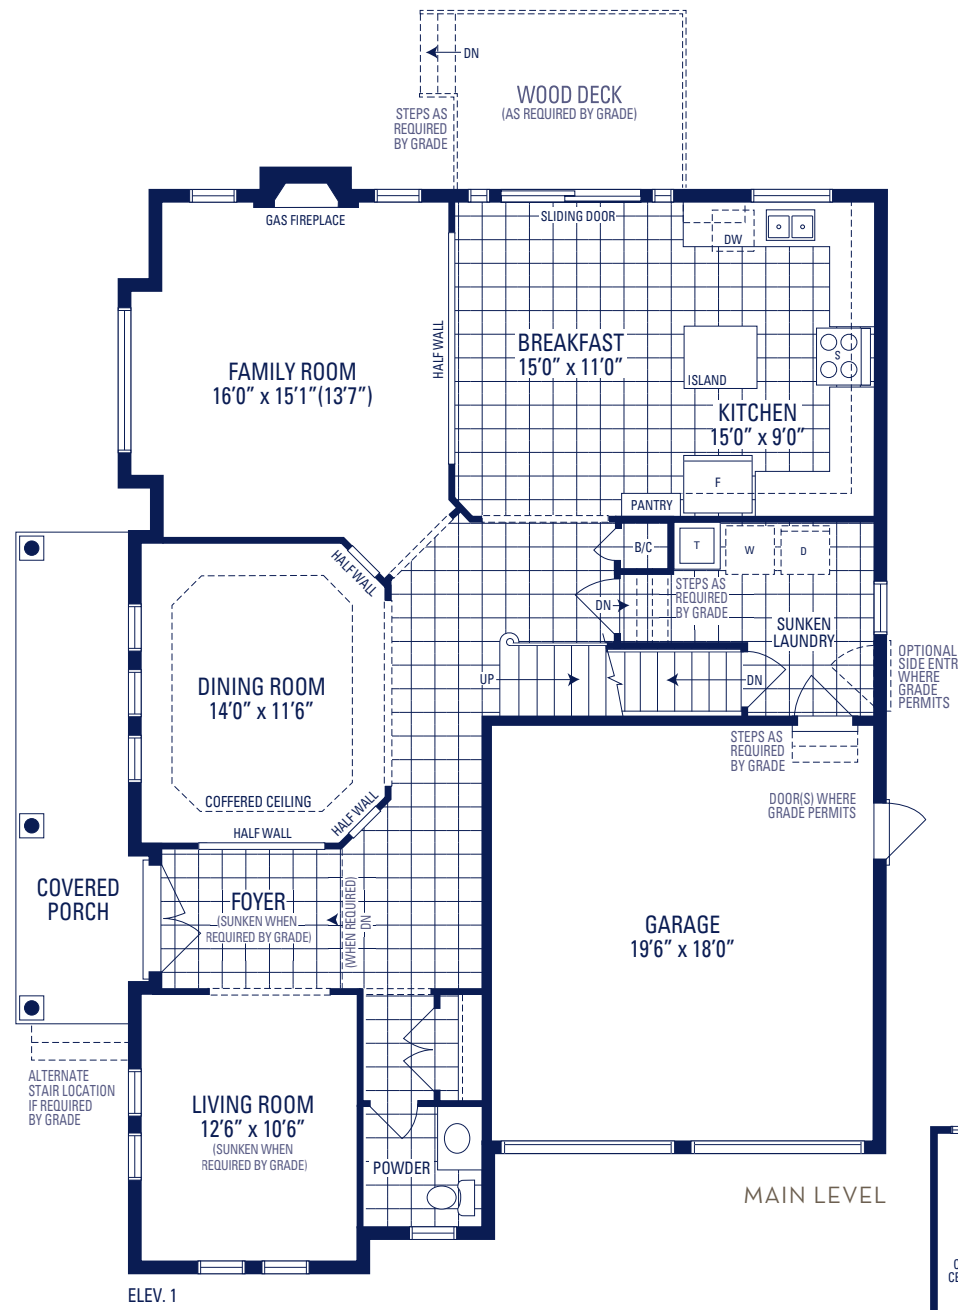 DN
WOOD DECK
(AS REQUIRED BY GRADE)
STEPS AS
REQUIRED
BY GRADE
GAS FIREPLACE
SLIDING DOOR
DW
HALF WALL
BREAKFAST
15'0" x 11'0"
S
FAMILY ROOM
16'0" x 15'1"(13'7")
ISLAND
KITCHEN
15'0" x 9'0"
F
PANTRY
B/C
T
W
D
HALF WALL
STEPS AS
REQUIRED
BY GRADE
DN
SUNKEN
LAUNDRY
OPTIONAL
SIDE ENTR
WHERE
GRADE
PERMITS
UP
DN
DINING ROOM
14'0" x 11'6"
STEPS AS
REQUIRED
BY GRADE
COFFERED CEILING
HALF WALL
HALF WALL
DOOR(S) WHERE
GRADE PERMITS
COVERED
PORCH
FOYER
(SUNKEN WHEN
REQUIRED BY GRADE)
(WHEN REQUIRED)
DN
GARAGE
19'6" x 18'0"
ALTERNATE
STAIR LOCATION
IF REQUIRED
BY GRADE
LIVING ROOM
12'6" x 10'6"
(SUNKEN WHEN
REQUIRED BY GRADE)
POWDER
MAIN LEVEL
ELEV. 1